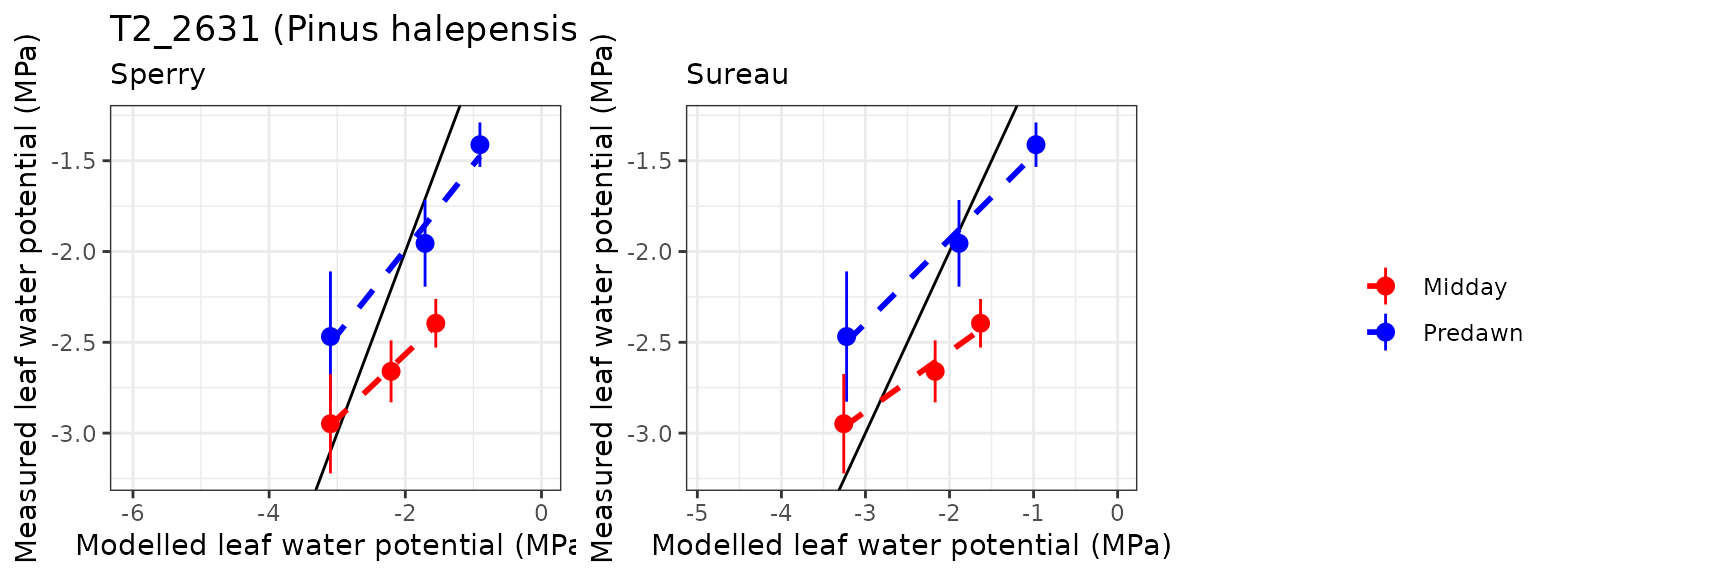 T2_2631 (Pinus halepensis
Sperry
Measured leaf water potential (MPa)
-1.5
-2.0
-2.5
-3.0
-6
-4
-2
0
Modelled leaf water potential (MPa
Sureau
Measured leaf water potential (MPa)
-1.5
-2.0
-2.5
-3.0
-5
-4
-3
-2
-1
0
Modelled leaf water potential (MPa)
Midday
Predawn